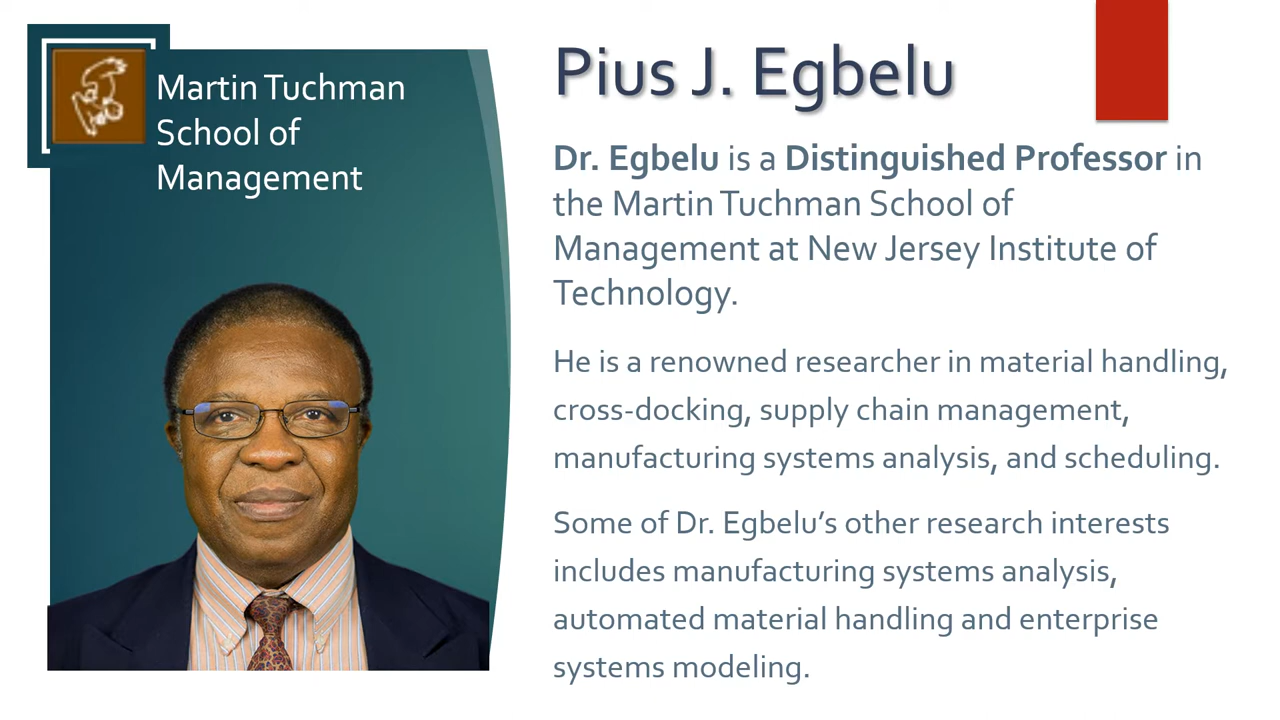 Martin Tuchman
School of
Management
Pius J. Egbelu
Dr. Egbelu is a Distinguished Professor in
the Martin Tuchman School of
Management at New Jersey Institute of
Technology.
He is a renowned researcher in material handling,
cross-docking, supply chain management,
manufacturing systems analysis, and scheduling.
Some of Dr. Egbelu’s other research interests
includes manufacturing systems analysis,
automated material handling and enterprise
systems modeling.